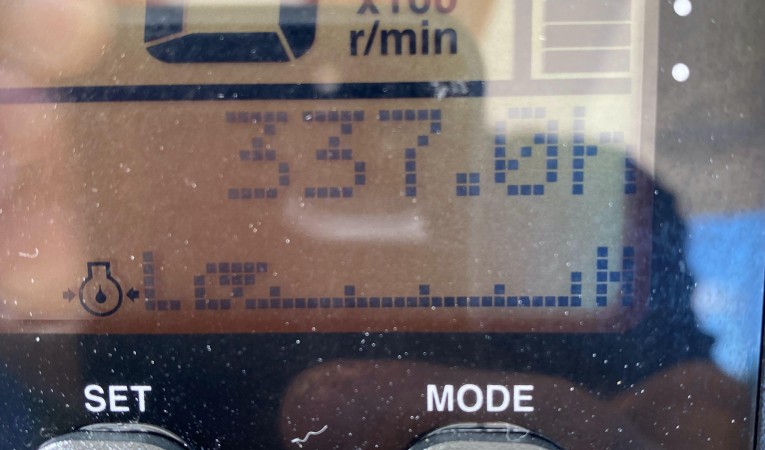 x100
r/min
337.0H
L H
SET MODE